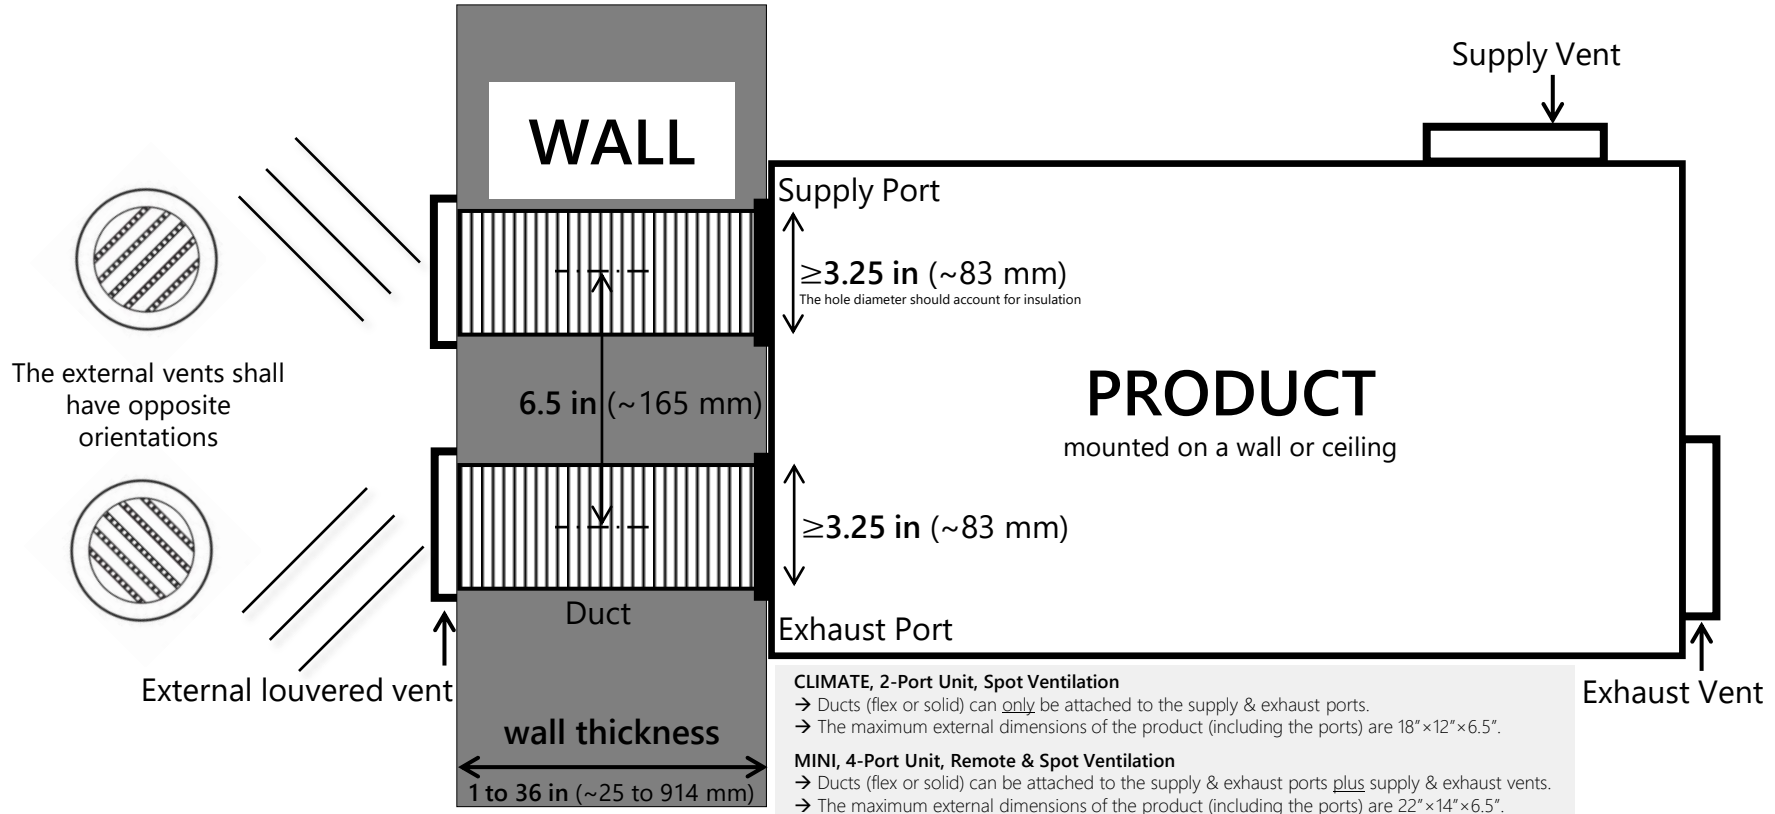 Supply Vent
WALL
Supply Port
≥3.25 in (~83 mm)
The hole diameter should account for insulation
The external vents shall
have opposite
orientations
6.5 in (~165 mm)
PRODUCT
mounted on a wall or ceiling
≥3.25 in (~83 mm)
Duct
Exhaust Port
External louvered vent
Exhaust Vent
wall thickness
1 to 36 in (~25 to 914 mm)
CLIMATE, 2-Port Unit, Spot Ventilation
→ Ducts (flex or solid) can only be attached to the supply & exhaust ports.
→ The maximum external dimensions of the product (including the ports) are 18”×12”×6.5”.
MINI, 4-Port Unit, Remote & Spot Ventilation
→ Ducts (flex or solid) can be attached to the supply & exhaust ports plus supply & exhaust vents.
→ The maximum external dimensions of the product (including the ports) are 22”×14”×6.5”.